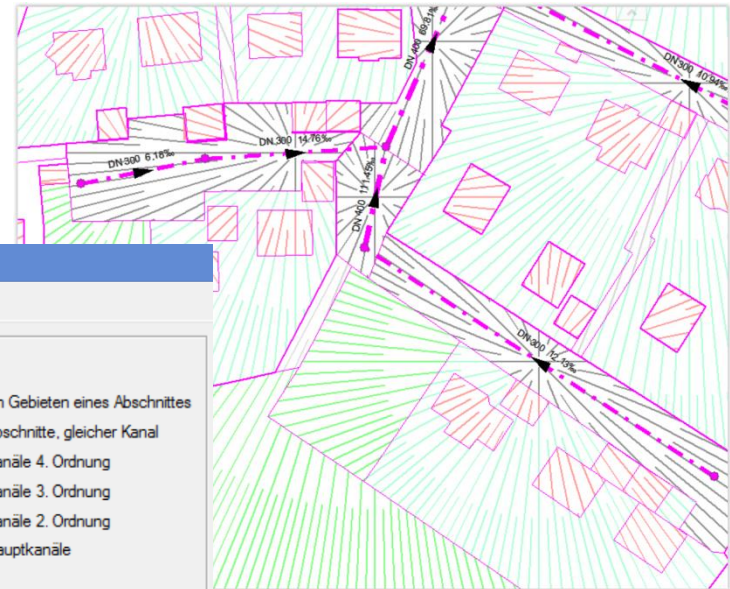 DN 400 69.81‰
DN 300 10.94‰
DN 300 14.76‰
DN 300 6.18‰
DN 400 111.45‰
DN 300 12.13‰
n Gebieten eines Abschnittes
oschnitte, gleicher Kanal
anäle 4. Ordnung
anäle 3. Ordnung
anäle 2. Ordnung
auptkanäle